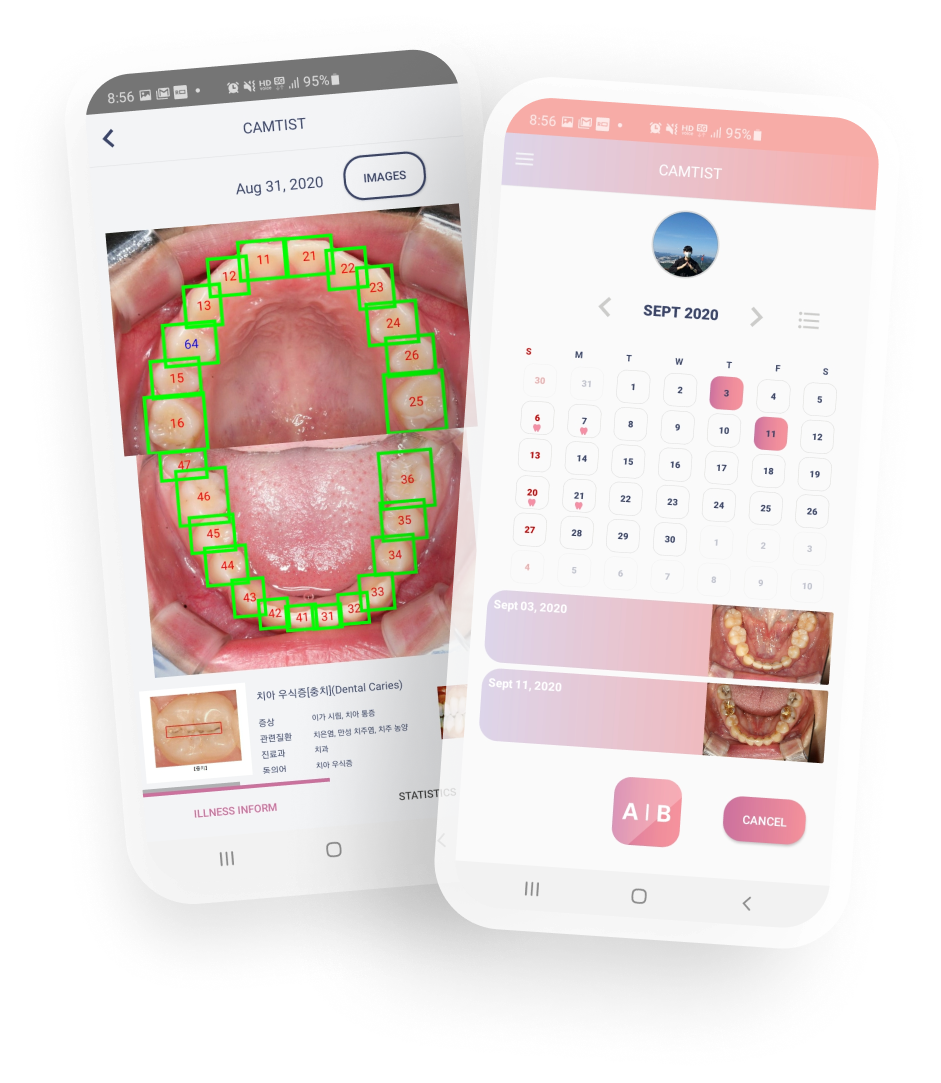 8:56 95%
CAMTIST
Aug 31, 2020 IMAGES
11 21
12 22
13 23
64 24
15 26
16 25
47 36
46 35
45 34
44 33
43 32
42 41 31
치아 우식증[충치](Dental Caries)
증상 이가 시림, 치아 통증
관련질환 치은염, 만성 치주염, 치주 농양
진료과 치과
동의어 치아 우식증
[충치]
ILLNESS INFORM STATISTICS
8:56 95%
CAMTIST
SEPT 2020
S M T W T F S
30 31 1 2 3 4 5
6 7 8 9 10 11 12
13 14 15 16 17 18 19
20 21 22 23 24 25 26
27 28 29 30 1 2 3
4 5 6 7 8 9 10
Sept 03, 2020
Sept 11, 2020
A | B CANCEL